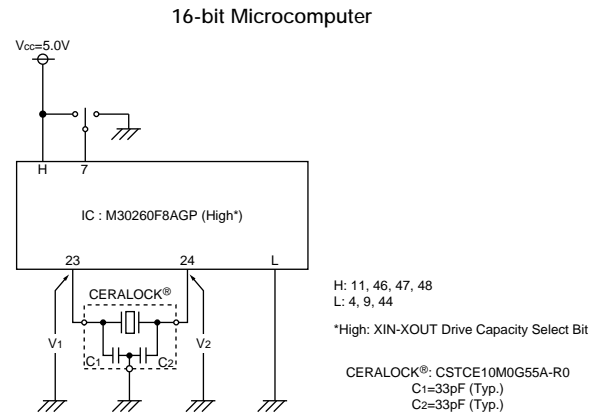 16-bit Microcomputer
Vcc=5.0V
H
7
IC : M30260F8AGP (High*)
23
24
L
CERALOCK®
V1
C1
C2
V2
H: 11, 46, 47, 48
L: 4, 9, 44
*High: XIN-XOUT Drive Capacity Select Bit
CERALOCK®: CSTCE10M0G55A-R0
C1=33pF (Typ.)
C2=33pF (Typ.)